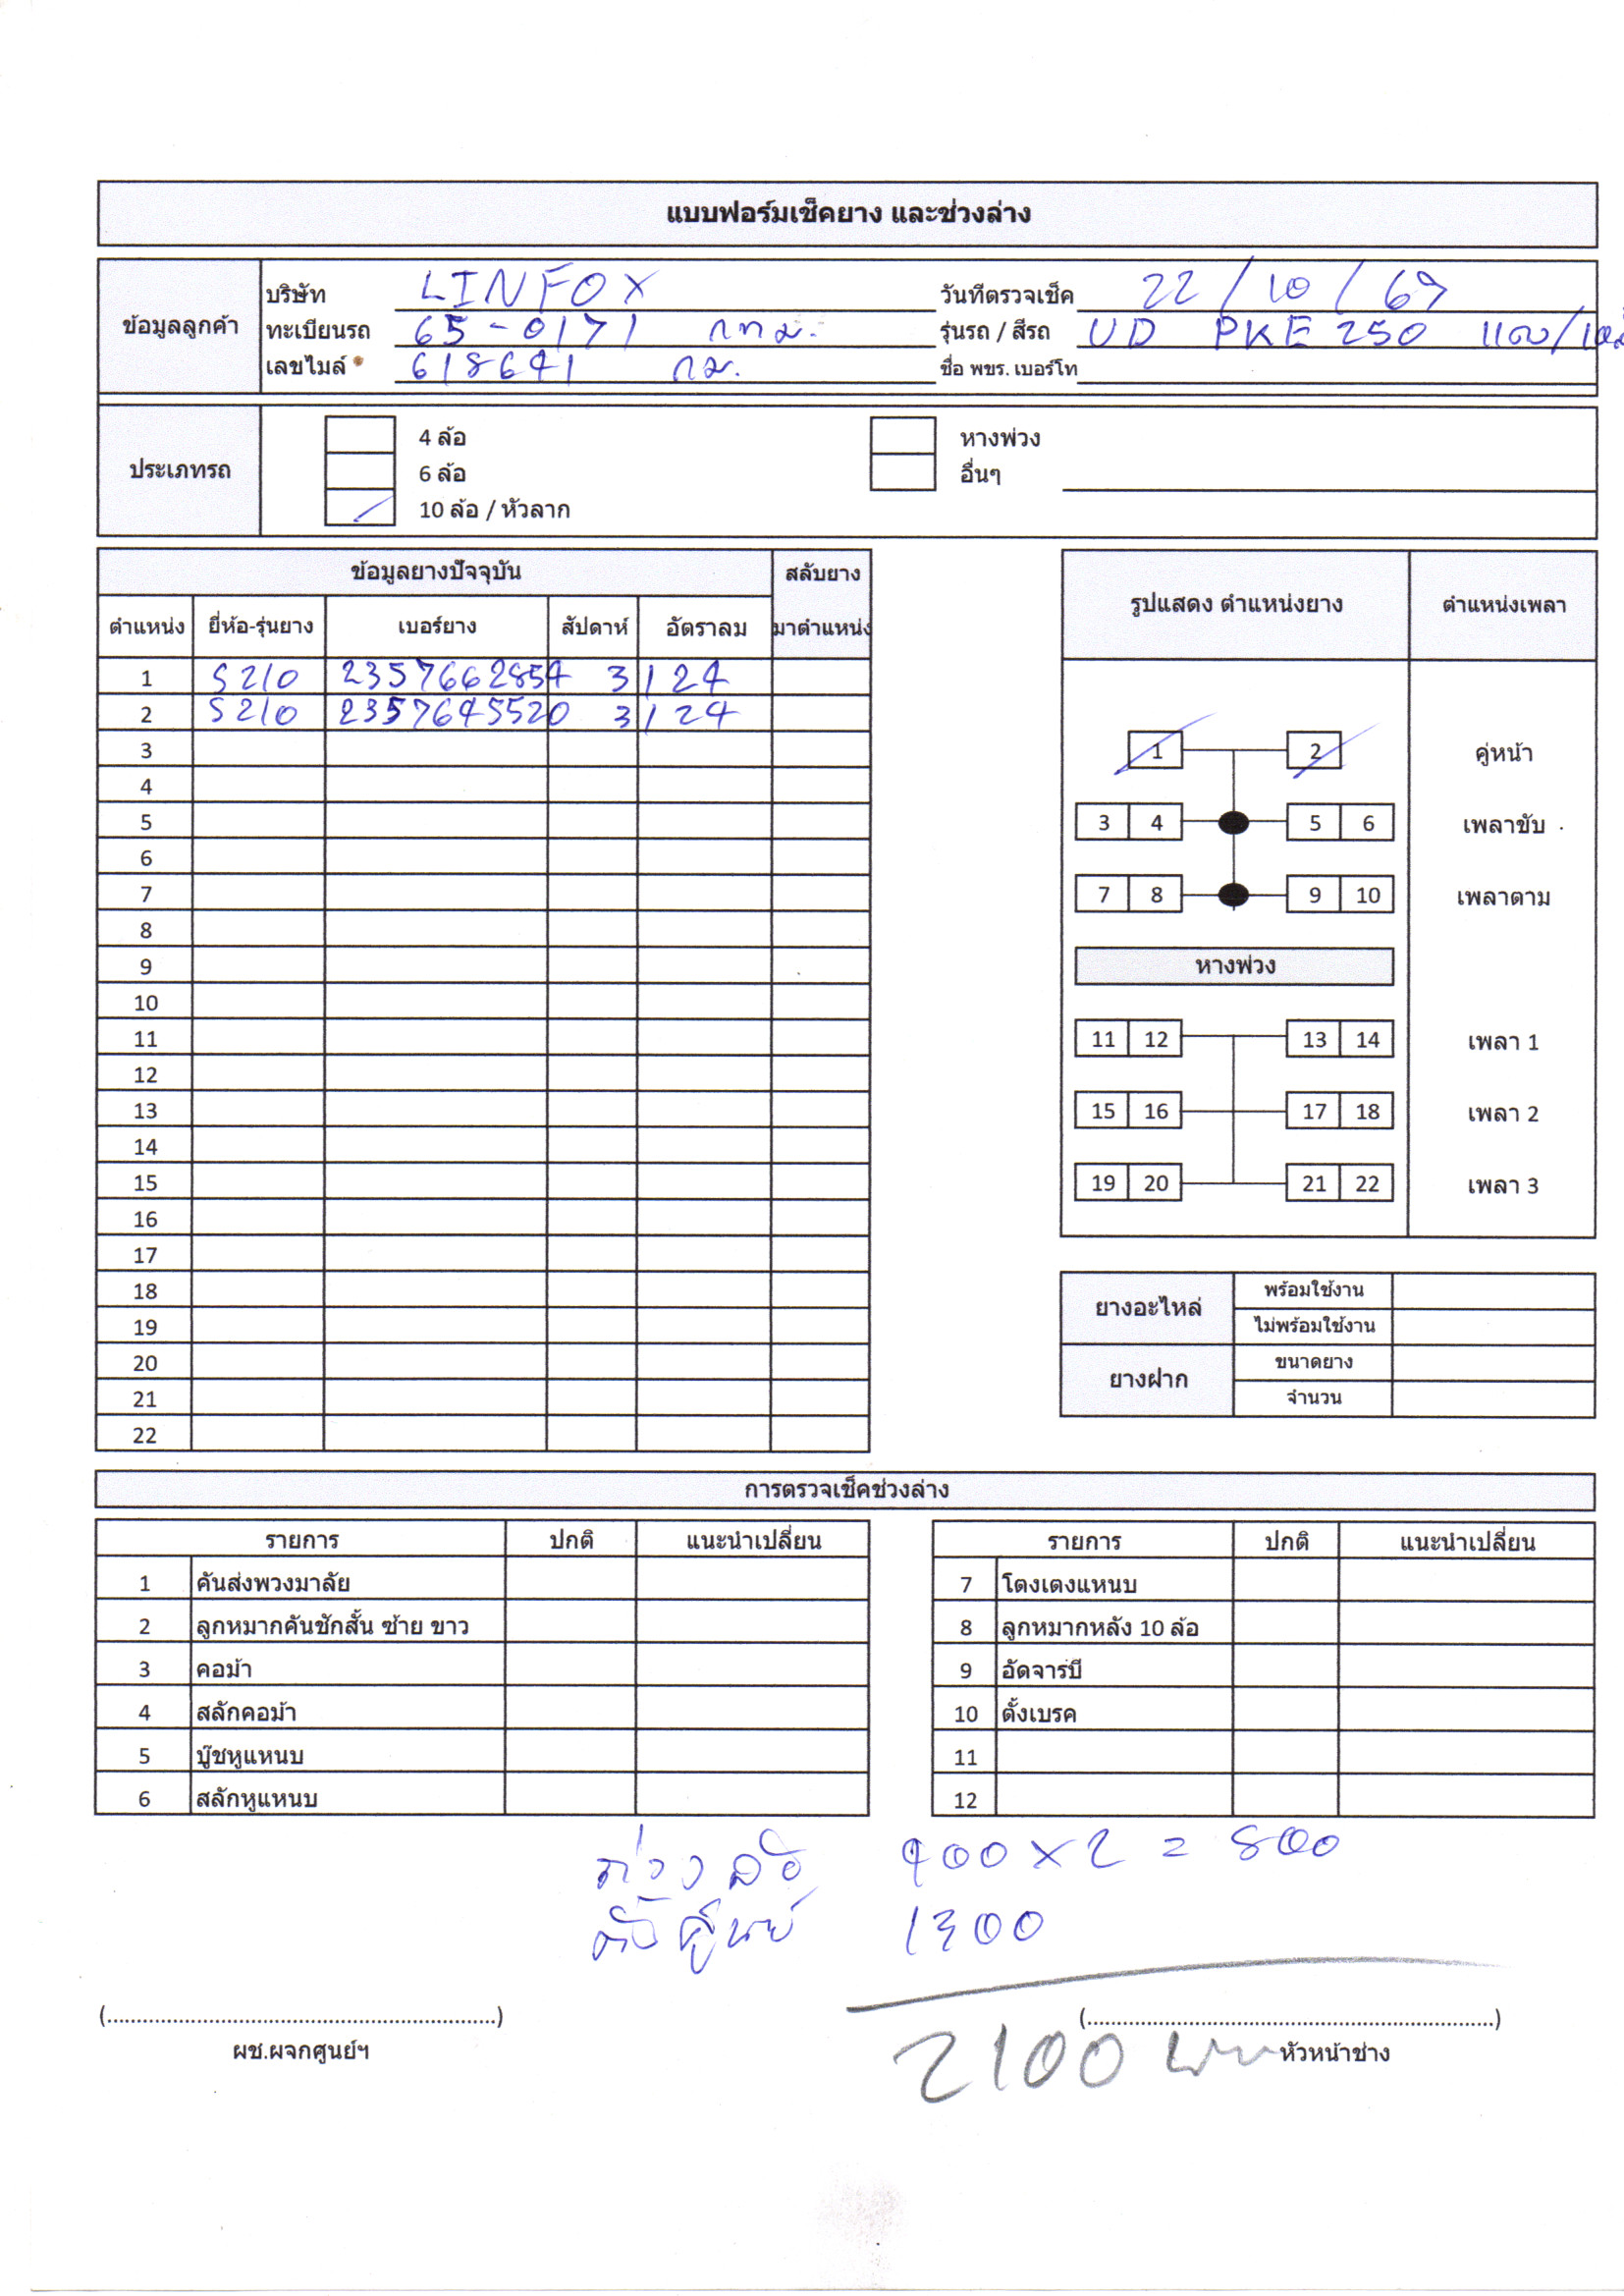 แบบฟอร์มเช็คยาง และช่วงล่าง
ข้อมูลลูกค้า
บริษัท LINFOX วันที่ตรวจเช็ค 22/10/67
ทะเบียนรถ 65-0171 กทม. รุ่นรถ / สีรถ UD PKE 250
เลขไมล์ 618641 กม. ชื่อ พขร. เบอร์โท
ประเภทรถ
4 ล้อ หางพ่วง
6 ล้อ อื่นๆ
10 ล้อ / หัวลาก
ข้อมูลยางปัจจุบัน สลับยาง
ตำแหน่ง ยี่ห้อ-รุ่นยาง เบอร์ยาง สัปดาห์ อัตราลม มาตำแหน่ง
1 S210 2357662854 3/24
2 S210 2357645520 3/24
3
4
5
6
7
8
9
10
11
12
13
14
15
16
17
18
19
20
21
22
รูปแสดง ตำแหน่งยาง ตำแหน่งเพลา
1 2 คู่หน้า
3 4 5 6 เพลาขับ
7 8 9 10 เพลาตาม
หางพ่วง
11 12 13 14 เพลา 1
15 16 17 18 เพลา 2
19 20 21 22 เพลา 3
ยางอะไหล่ พร้อมใช้งาน
ไม่พร้อมใช้งาน
ยางฝาก ขนาดยาง
จำนวน
การตรวจเช็คช่วงล่าง
รายการ ปกติ แนะนำเปลี่ยน รายการ ปกติ แนะนำเปลี่ยน
1 คันส่งพวงมาลัย 7 โตงเตงแหนบ
2 ลูกหมากคันชักสั้น ซ้าย ขาว 8 ลูกหมากหลัง 10 ล้อ
3 คอม้า 9 อัดจารบี
4 สลักคอม้า 10 ตั้งเบรค
5 บู๊ชหูแหนบ 11
6 สลักหูแหนบ 12
ถ่วงล้อ 400 x 2 = 800
ตั้งศูนย์ 1300
2100 บาท
(..................................................................) (..................................................................)
ผช.ผจกศูนย์ฯ หัวหน้าช่าง